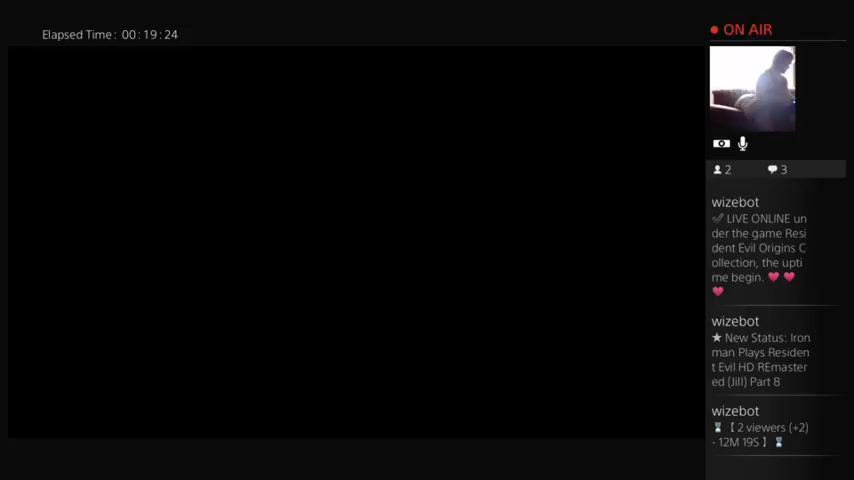 Elapsed Time: 00:19:24
ON AIR
2 3
wizebot
✓ LIVE ONLINE un
der the game Resi
dent Evil Origins C
ollection, the upti
me begin. ❤ ❤
❤
wizebot
★ New Status: Iron
man Plays Residen
t Evil HD REmaster
ed (Jill) Part 8
wizebot
⌛ [ 2 viewers (+2)
- 12M 19S ] ⌛